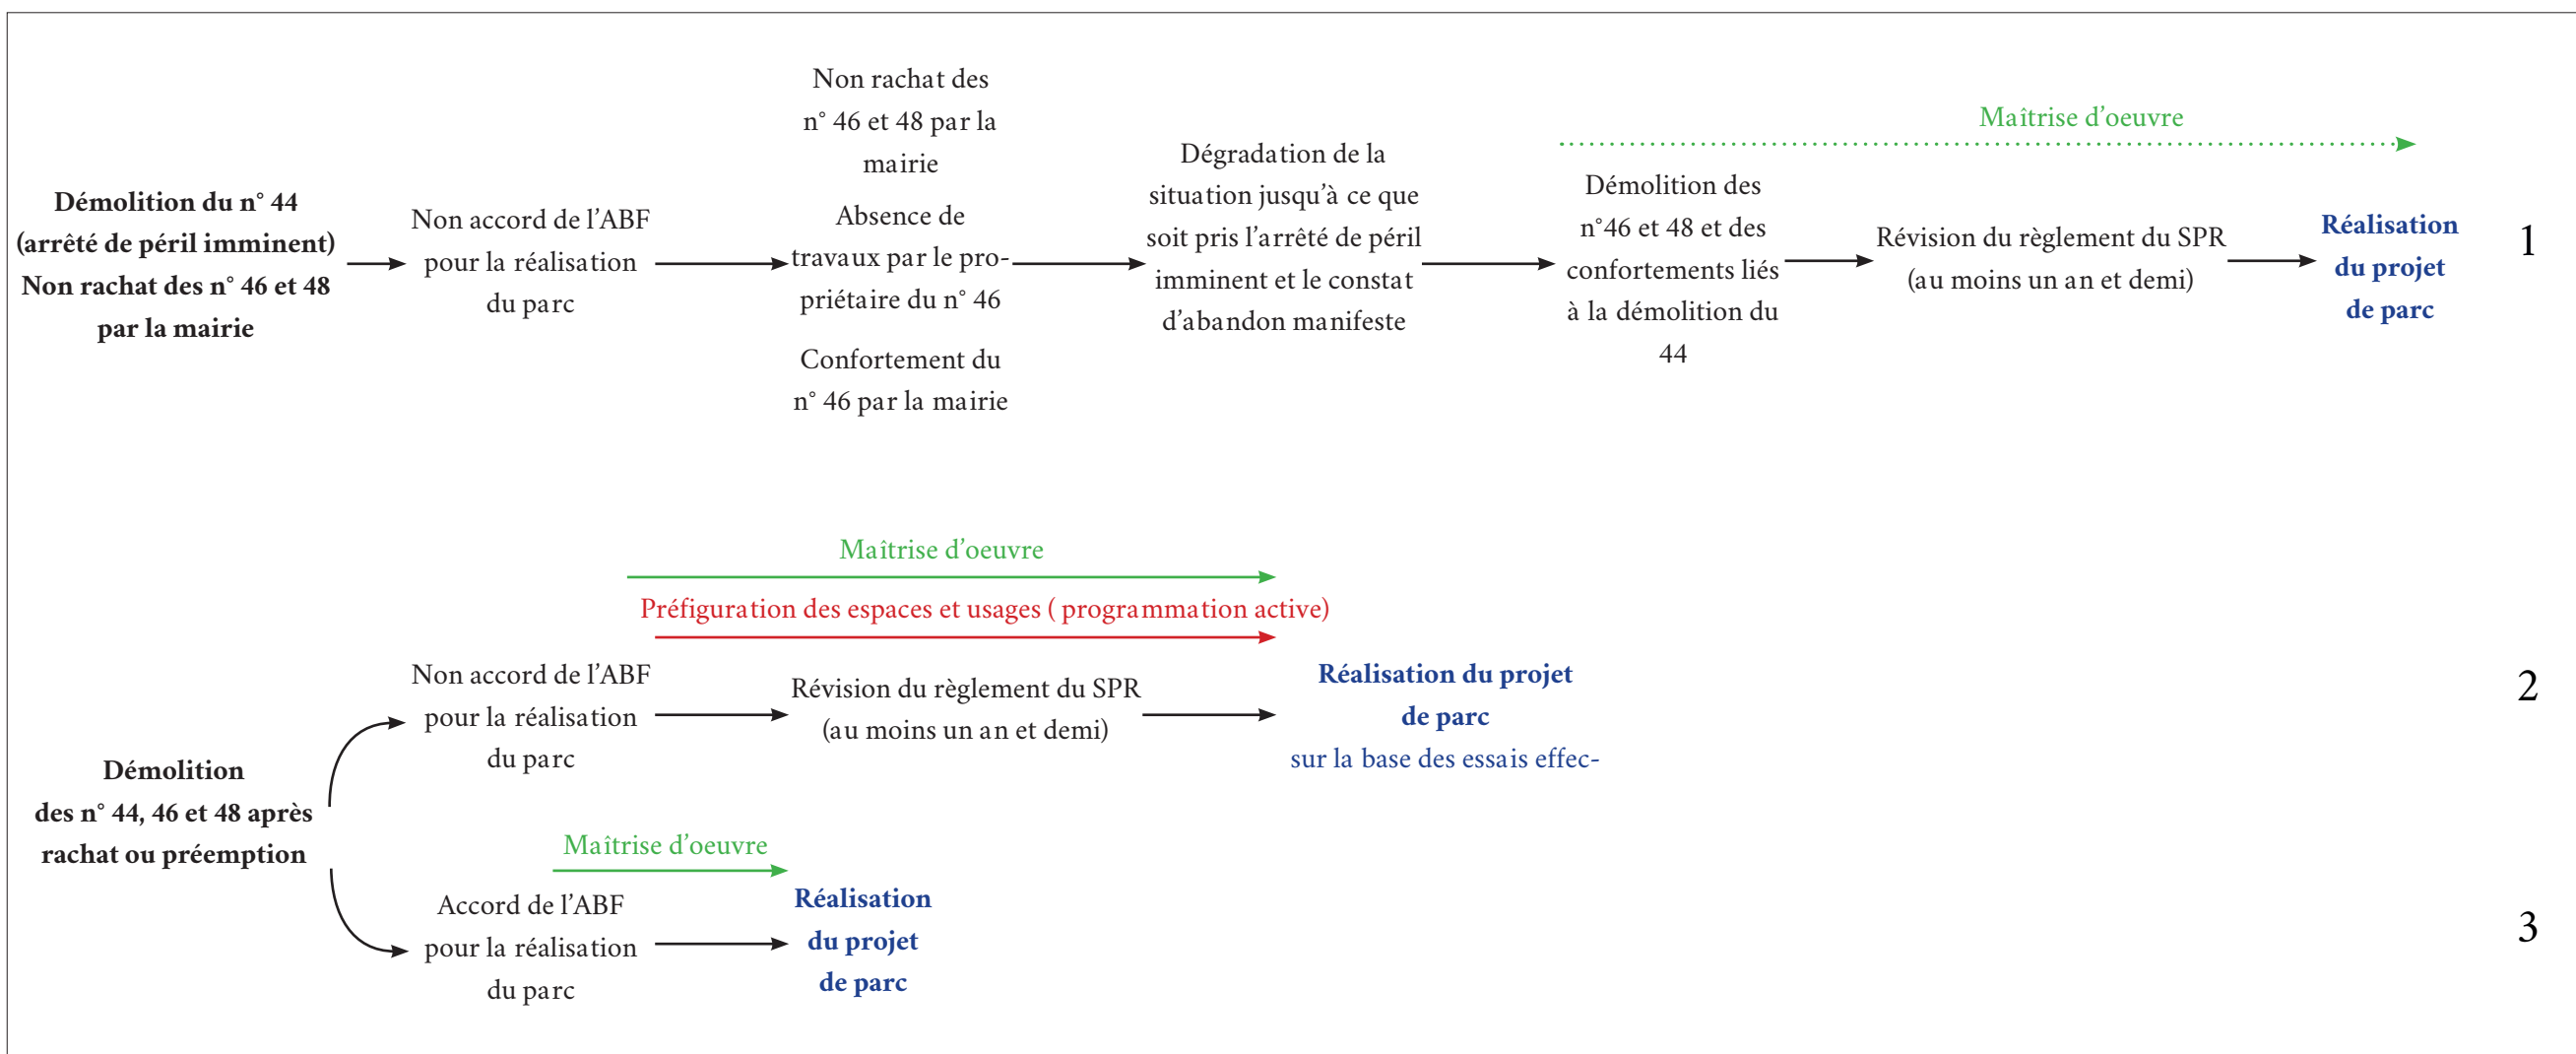 Démolition du n° 44
(arrêté de péril imminent)
Non rachat des n° 46 et 48
par la mairie
Non accord de l'ABF
pour la réalisation
du parc
Non rachat des
n° 46 et 48 par la
mairie
Absence de
travaux par le pro-
priétaire du n° 46
Confortement du
n° 46 par la mairie
Dégradation de la
situation jusqu'à ce que
soit pris l'arrêté de péril
imminent et le constat
d'abandon manifeste
Maîtrise d'oeuvre
Démolition des
n°46 et 48 et des
confortements liés
à la démolition du
44
Révision du règlement du SPR
(au moins un an et demi)
Réalisation
du projet
de parc
1
Démolition
des n° 44, 46 et 48 après
rachat ou préemption
Maîtrise d'oeuvre
Préfiguration des espaces et usages ( programmation active)
Non accord de l'ABF
pour la réalisation
du parc
Révision du règlement du SPR
(au moins un an et demi)
Réalisation du projet
de parc
sur la base des essais effec-
2
Maîtrise d'oeuvre
Accord de l'ABF
pour la réalisation
du parc
Réalisation
du projet
de parc
3